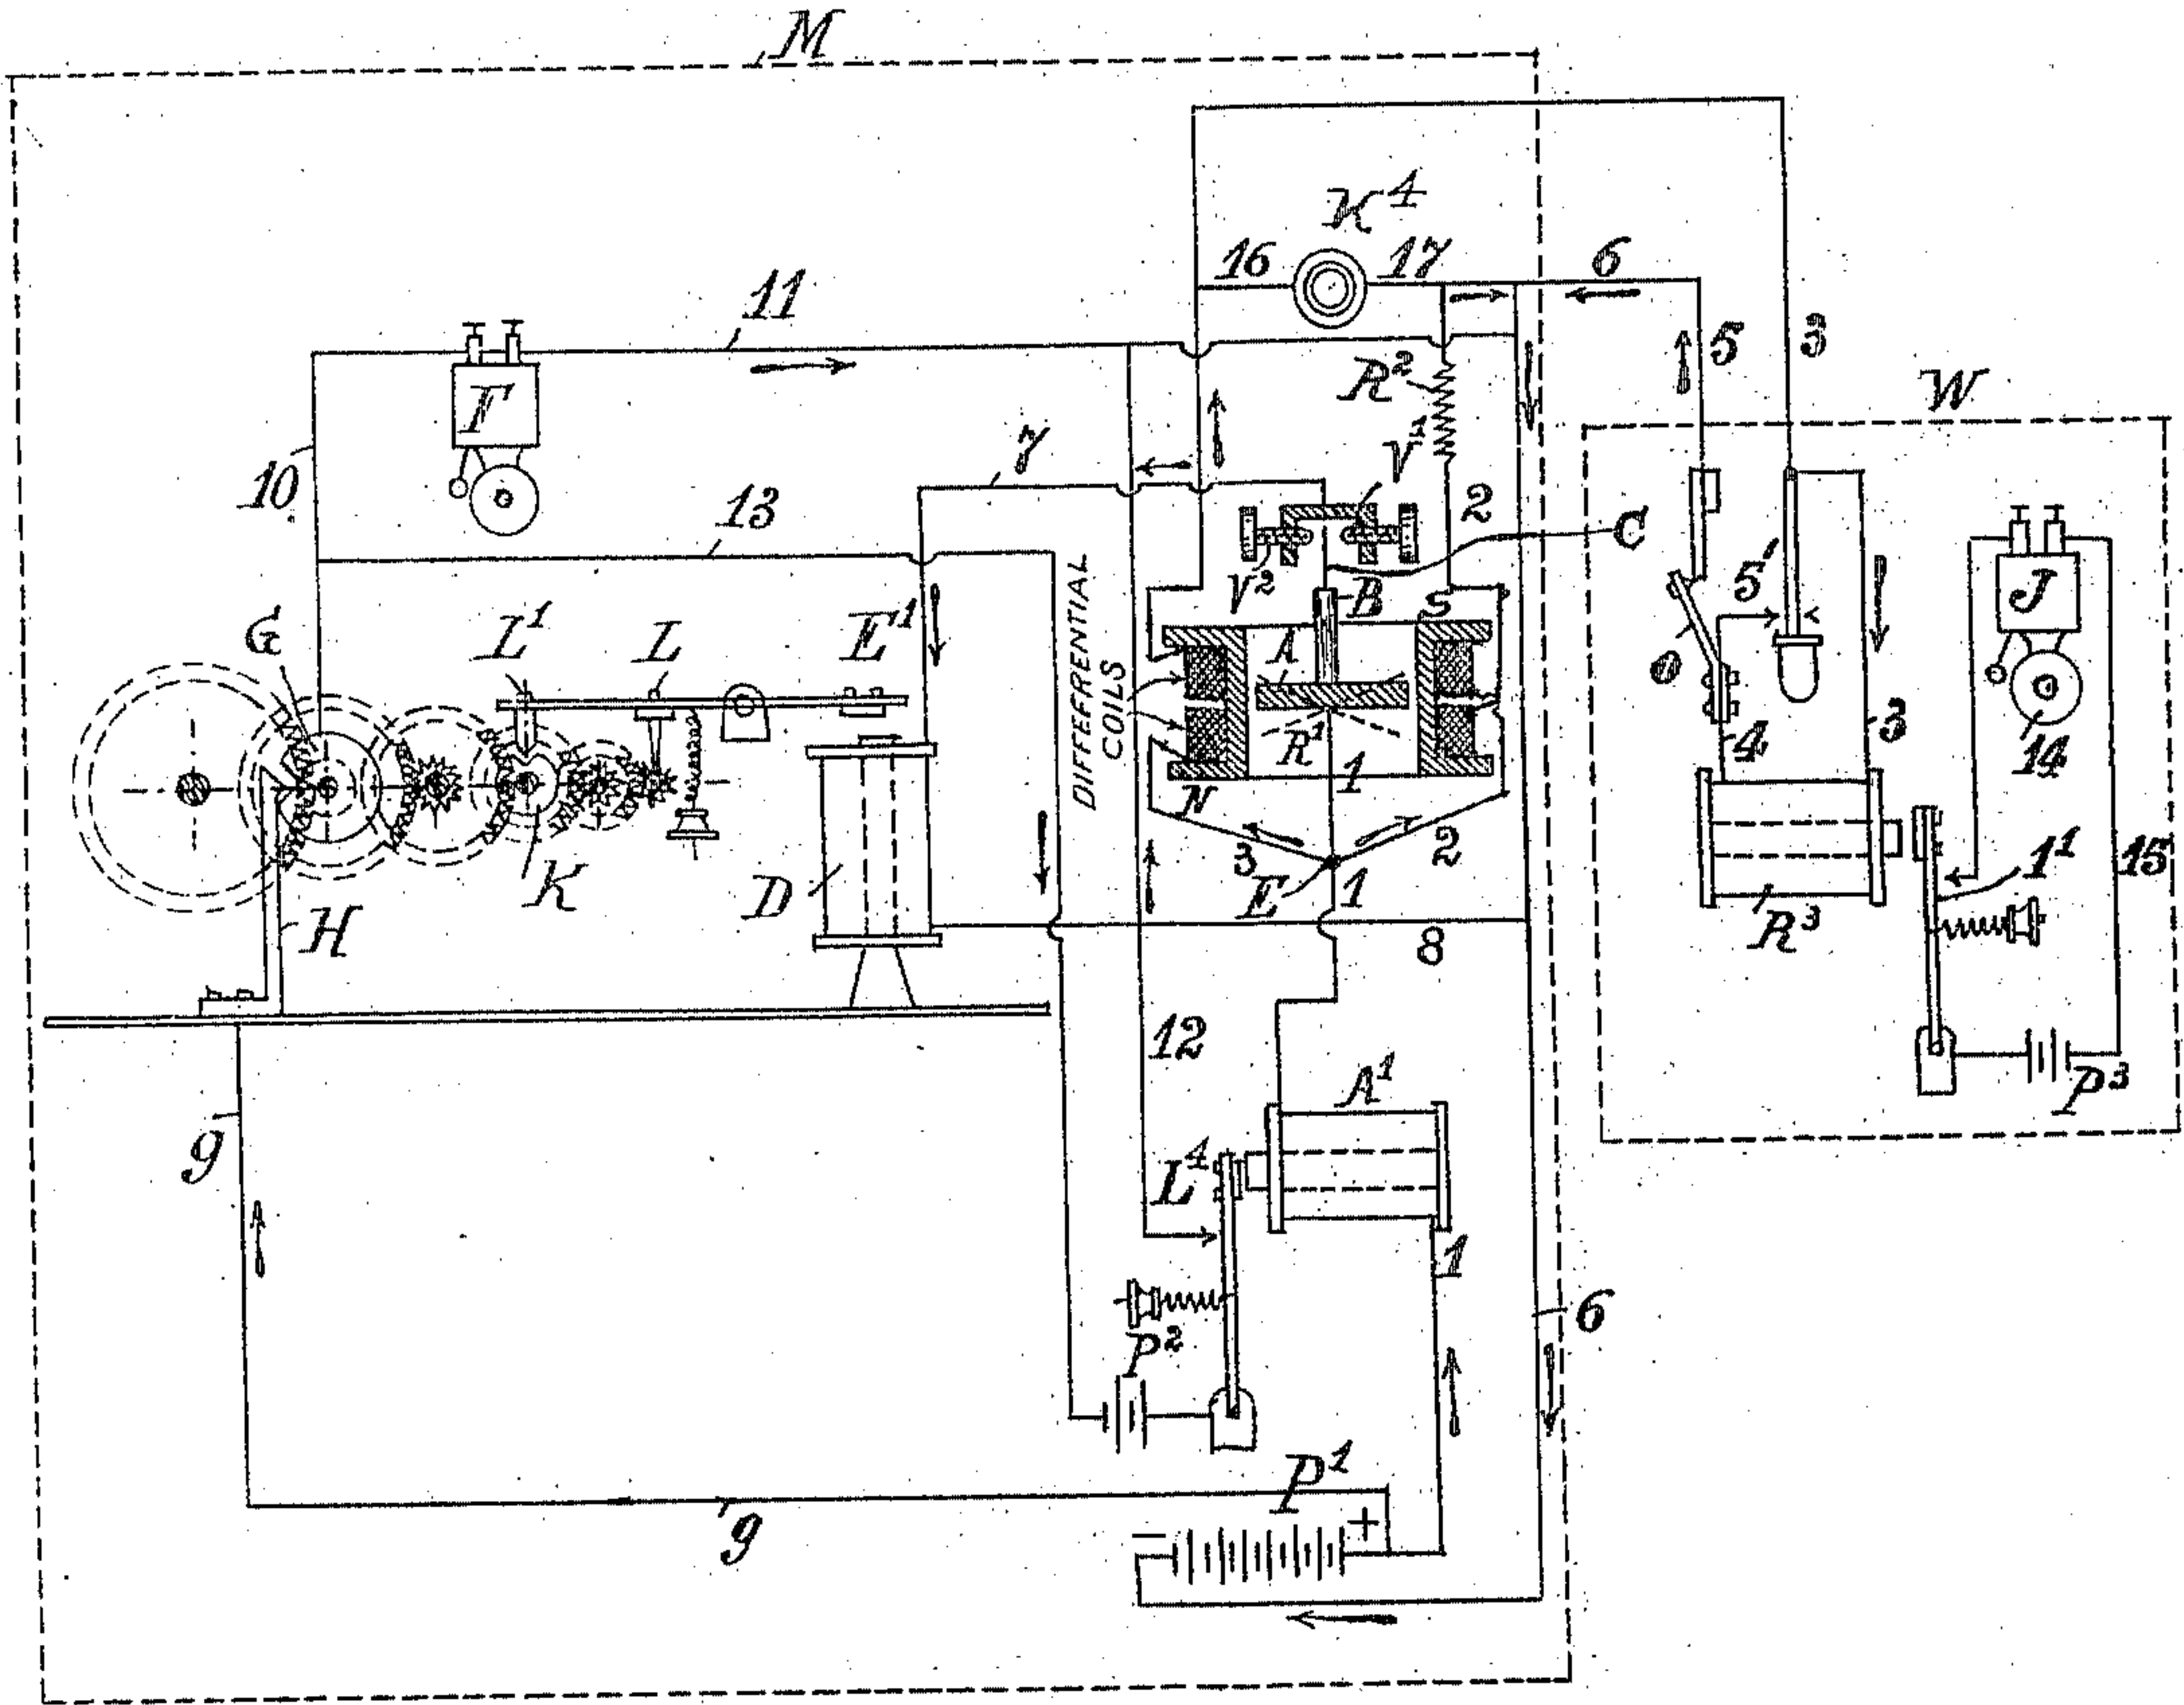 M
K⁴
16
17
6
11
5
3
R²
W
F
V¹
7
10
2
C
13
5'
J
V²
B
S
G
L¹
L
E¹
A
O
DIFFERENTIAL
COILS
R¹
4
3
14
1
N
K
D
3
2
E
1
1¹
15
H
R³
8
12
A¹
P³
9
L⁴
1
6
P²
P¹
+
−
9